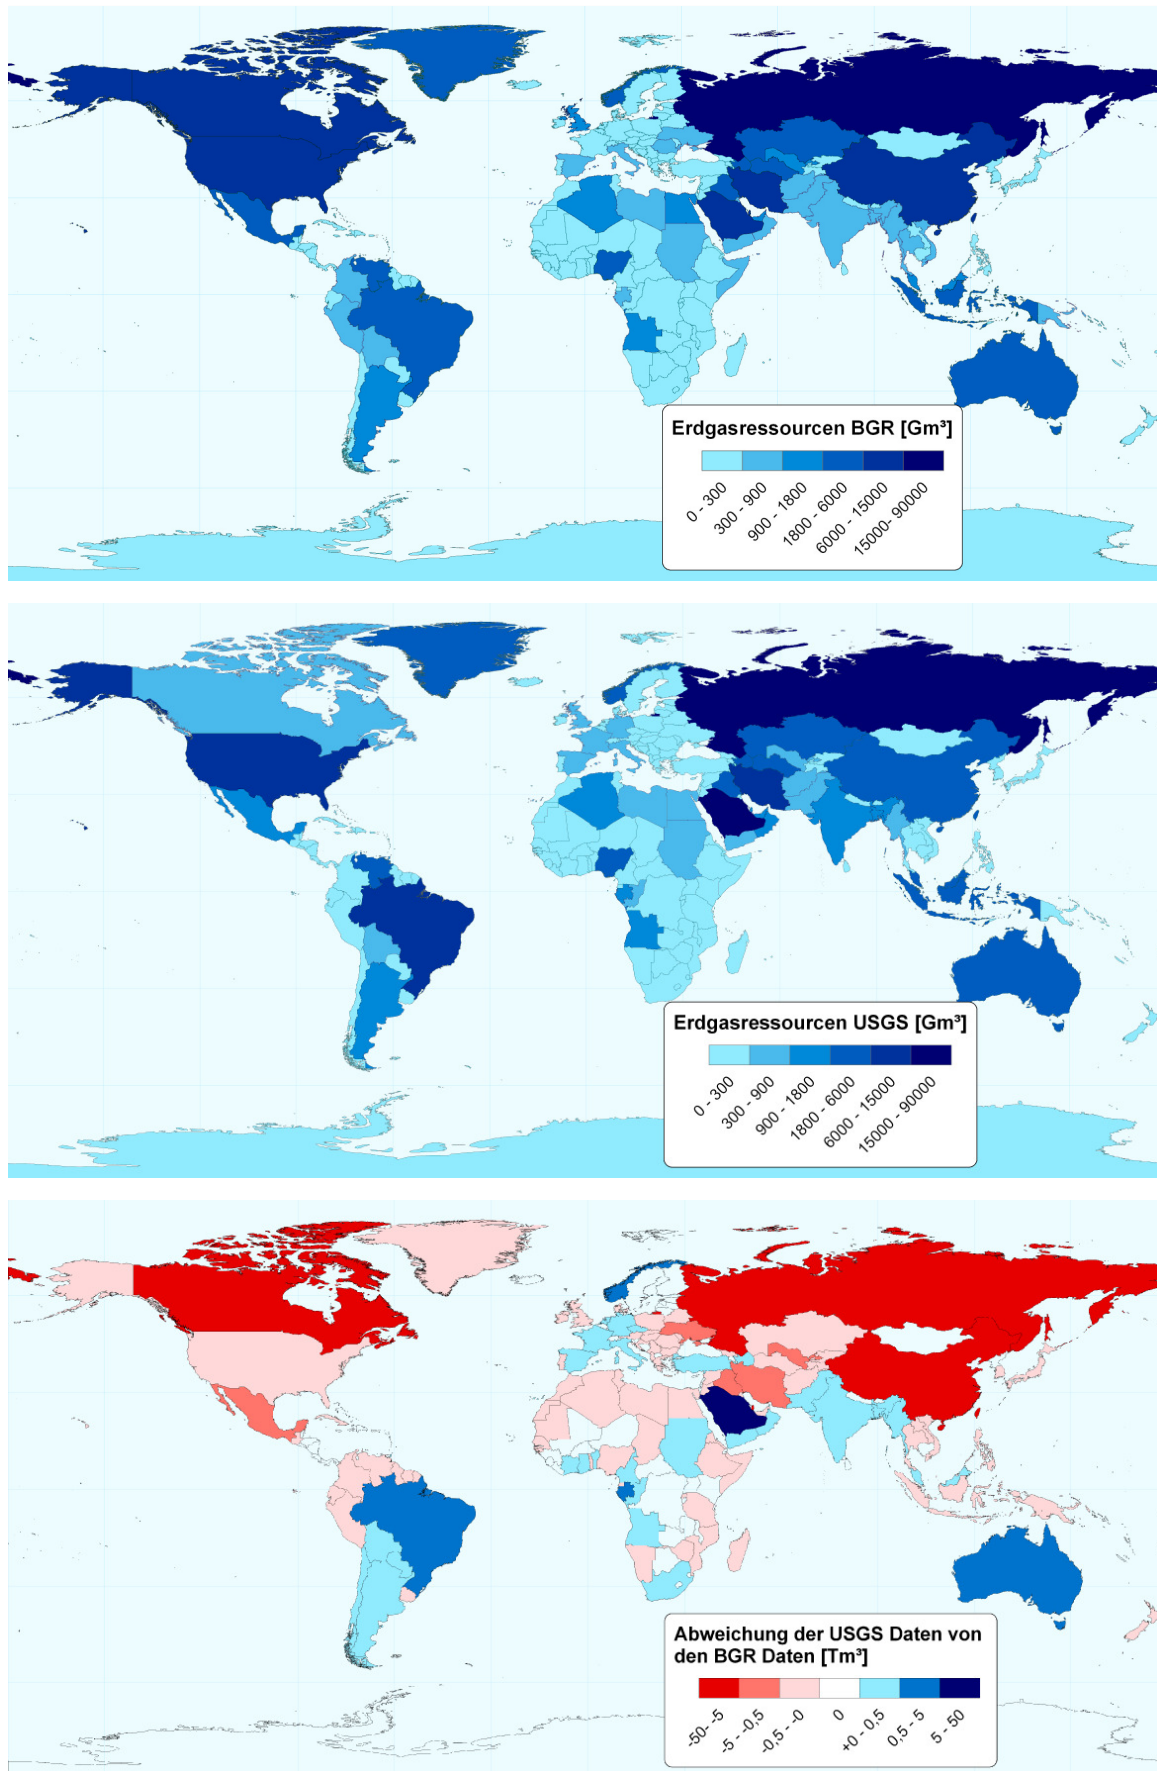 Erdgasressourcen BGR [Gm³]
0 - 300
300 - 900
900 - 1800
1800 - 6000
6000 - 15000
15000- 90000
Erdgasressourcen USGS [Gm³]
0 - 300
300 - 900
900 - 1800
1800 - 6000
6000 - 15000
15000 - 90000
Abweichung der USGS Daten von
den BGR Daten [Tm³]
-50- -5
-5 - -0,5
-0,5 - -0
0
+0 - 0,5
0,5 - 5
5 - 50